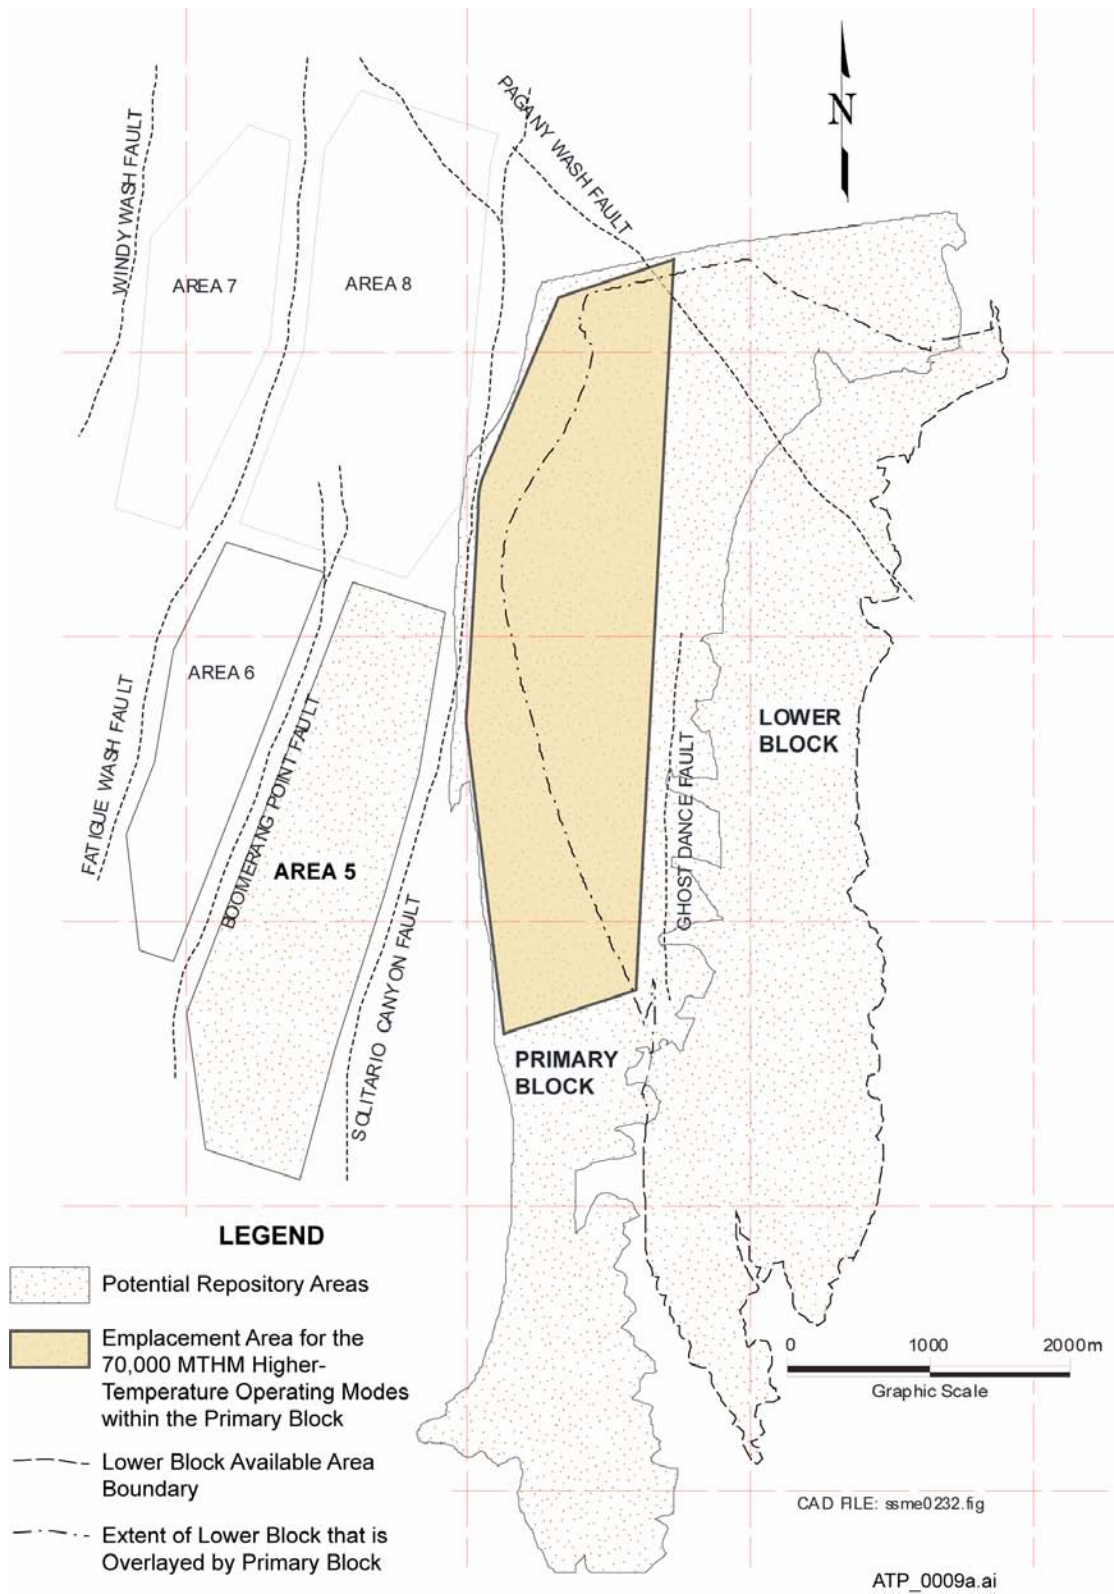 PAGANY WASH FAULT
N
WINDY WASH FAULT
AREA 7
AREA 8
AREA 6
LOWER
BLOCK
FATIGUE WASH FAULT
BOOMERANG POINT FAULT
GHOST DANCE FAULT
AREA 5
SOLITARIO CANYON FAULT
PRIMARY
BLOCK
LEGEND
Potential Repository Areas
Emplacement Area for the
70,000 MTHM Higher-
Temperature Operating Modes
within the Primary Block
Lower Block Available Area
Boundary
Extent of Lower Block that is
Overlayed by Primary Block
0 1000 2000m
Graphic Scale
CAD FILE: ssme0232.fig
ATP_0009a.ai